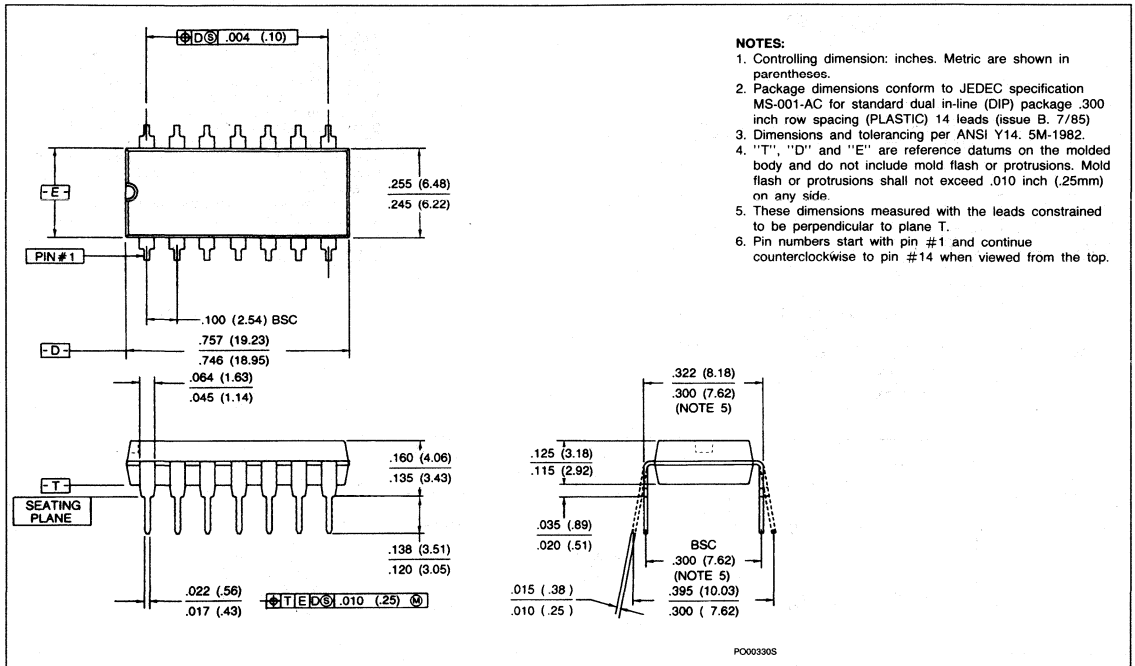 ⌖ D Ⓢ .004 (.10)
- E -
.255 (6.48)
.245 (6.22)
PIN #1
.100 (2.54) BSC
- D -
.757 (19.23)
.746 (18.95)
.064 (1.63)
.045 (1.14)
.160 (4.06)
.135 (3.43)
- T -
SEATING
PLANE
.138 (3.51)
.120 (3.05)
.022 (.56)
.017 (.43)
⌖ T E D Ⓢ .010 (.25) Ⓜ
NOTES:
1. Controlling dimension: inches. Metric are shown in
parentheses.
2. Package dimensions conform to JEDEC specification
MS-001-AC for standard dual in-line (DIP) package .300
inch row spacing (PLASTIC) 14 leads (issue B. 7/85)
3. Dimensions and tolerancing per ANSI Y14. 5M-1982.
4. "T", "D" and "E" are reference datums on the molded
body and do not include mold flash or protrusions. Mold
flash or protrusions shall not exceed .010 inch (.25mm)
on any side.
5. These dimensions measured with the leads constrained
to be perpendicular to plane T.
6. Pin numbers start with pin #1 and continue
counterclockwise to pin #14 when viewed from the top.
.322 (8.18)
.300 (7.62)
(NOTE 5)
.125 (3.18)
.115 (2.92)
.035 (.89)
.020 (.51)
BSC
.300 (7.62)
(NOTE 5)
.395 (10.03)
.300 ( 7.62)
.015 ( .38 )
.010 ( .25 )
PO00330S